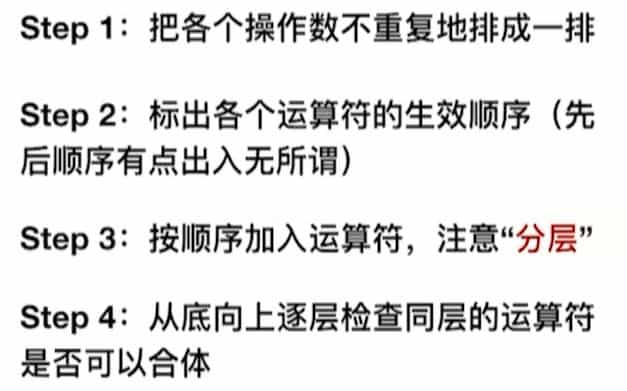 Step 1：把各个操作数不重复地排成一排
Step 2：标出各个运算符的生效顺序（先
后顺序有点出入无所谓）
Step 3：按顺序加入运算符，注意“分层”
Step 4：从底向上逐层检查同层的运算符
是否可以合体